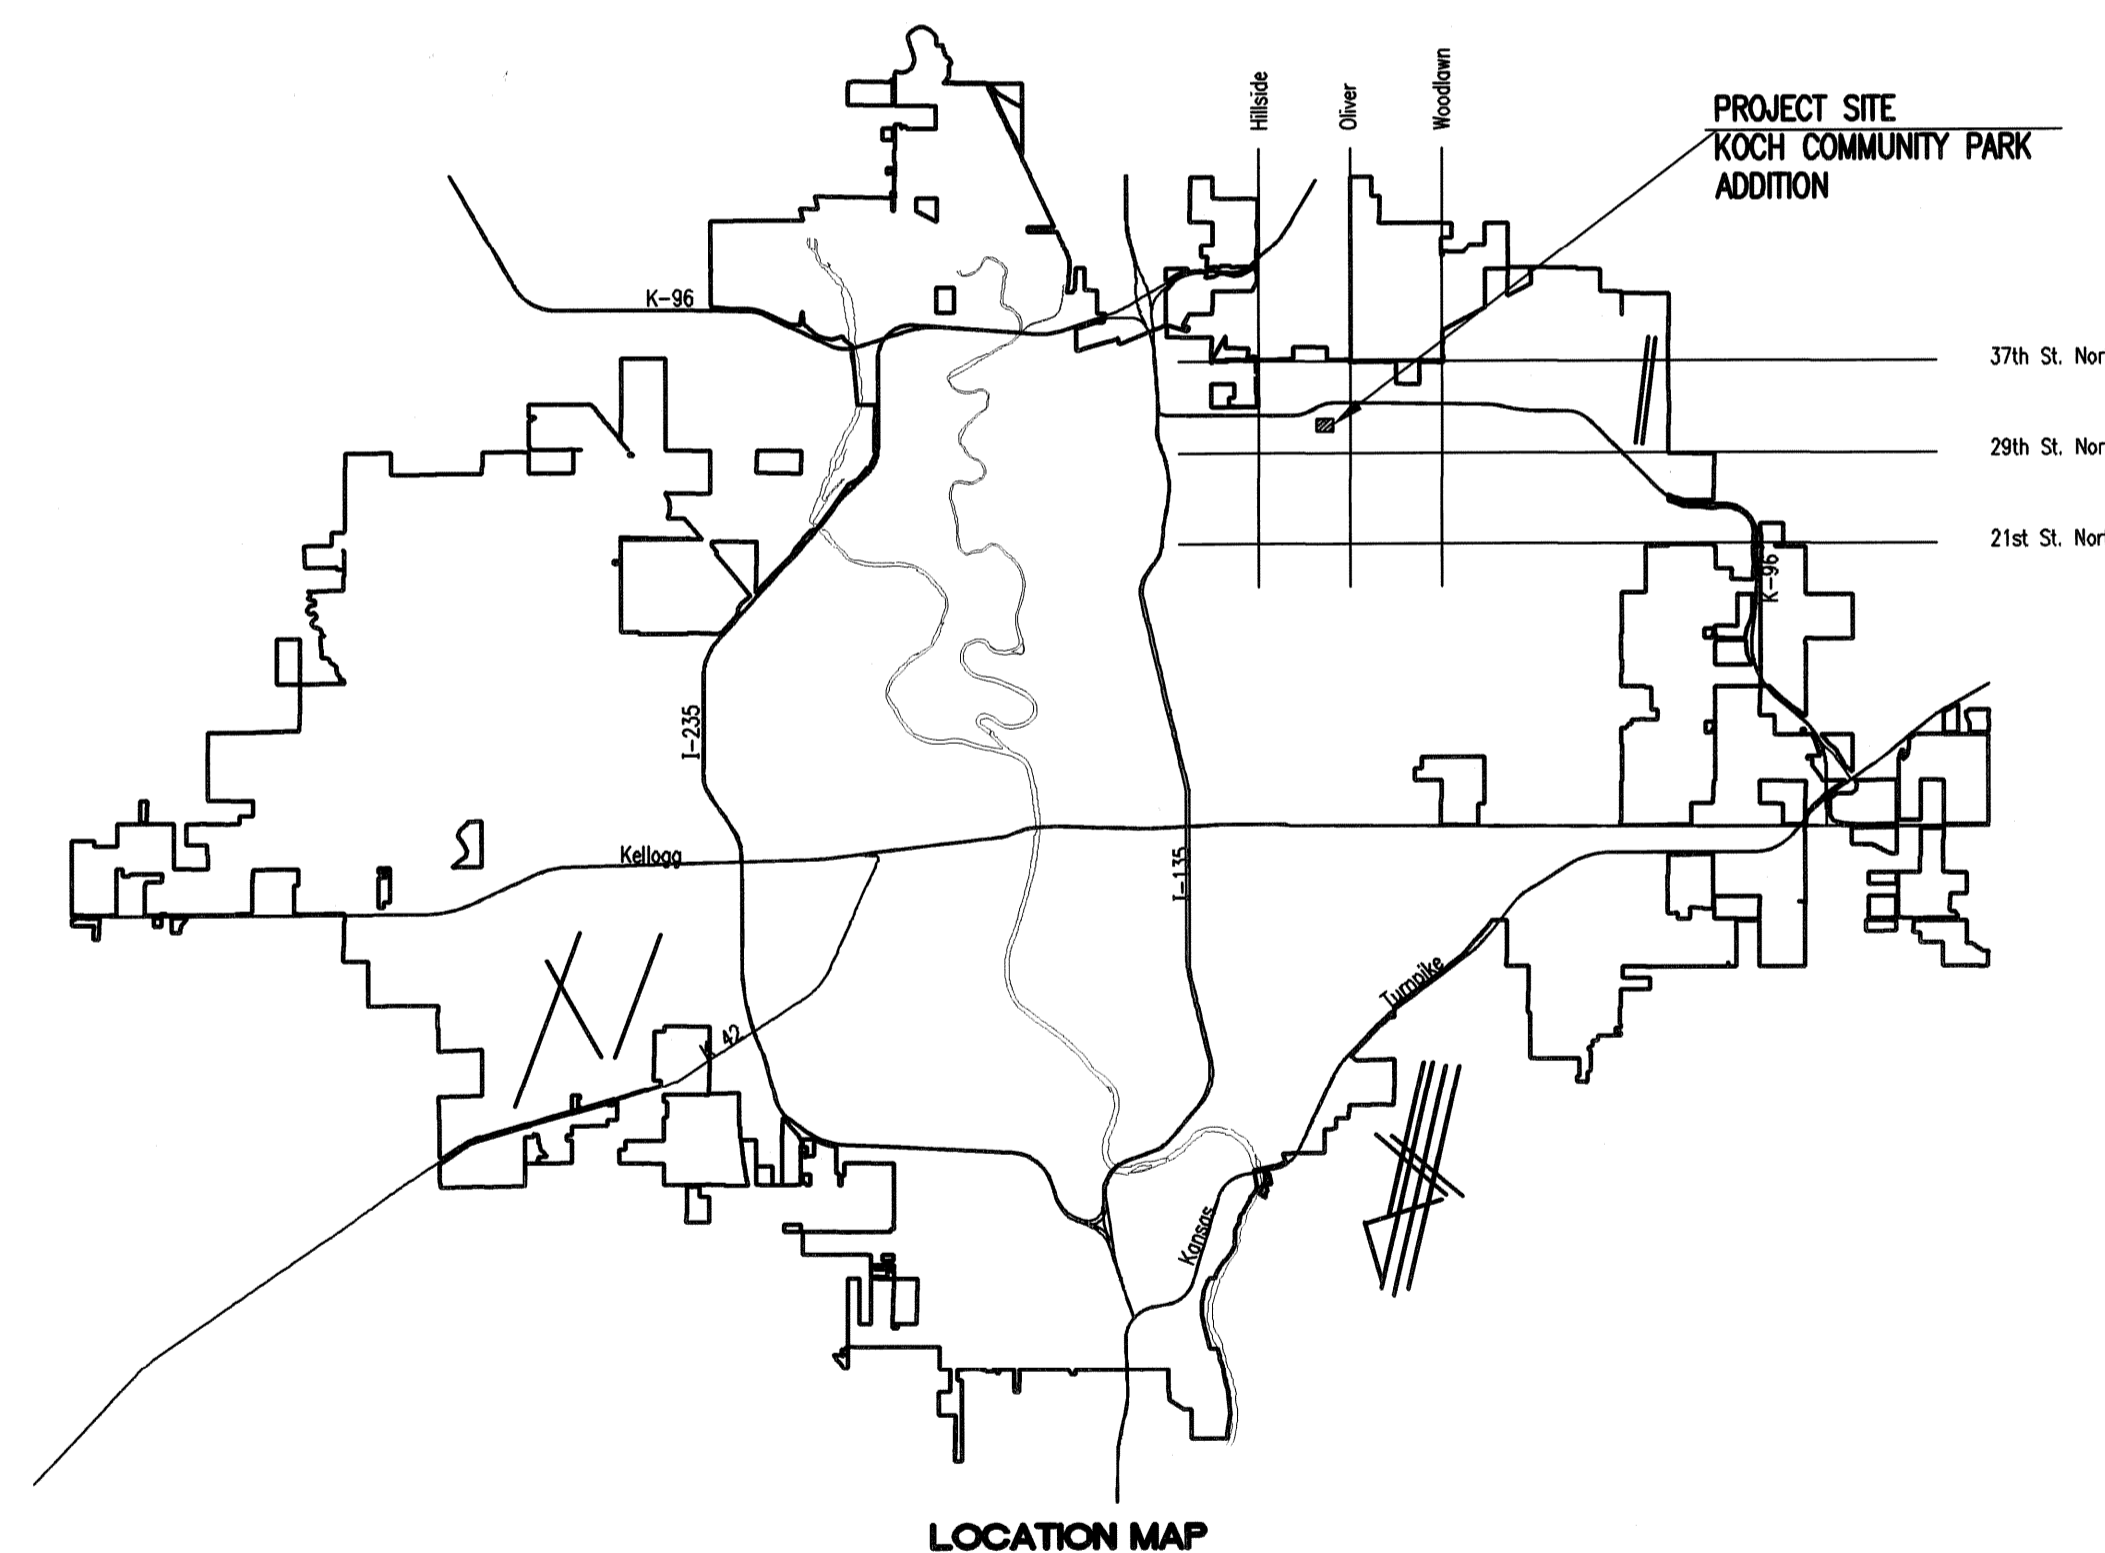 Hillside
Oliver
Woodlawn
PROJECT SITE
KOCH COMMUNITY PARK
ADDITION
K-96
37th St. Nor
29th St. Nor
21st St. Nor
K-96
I-235
Kellogg
I-135
Turnpike
K 42
Kansas
LOCATION MAP